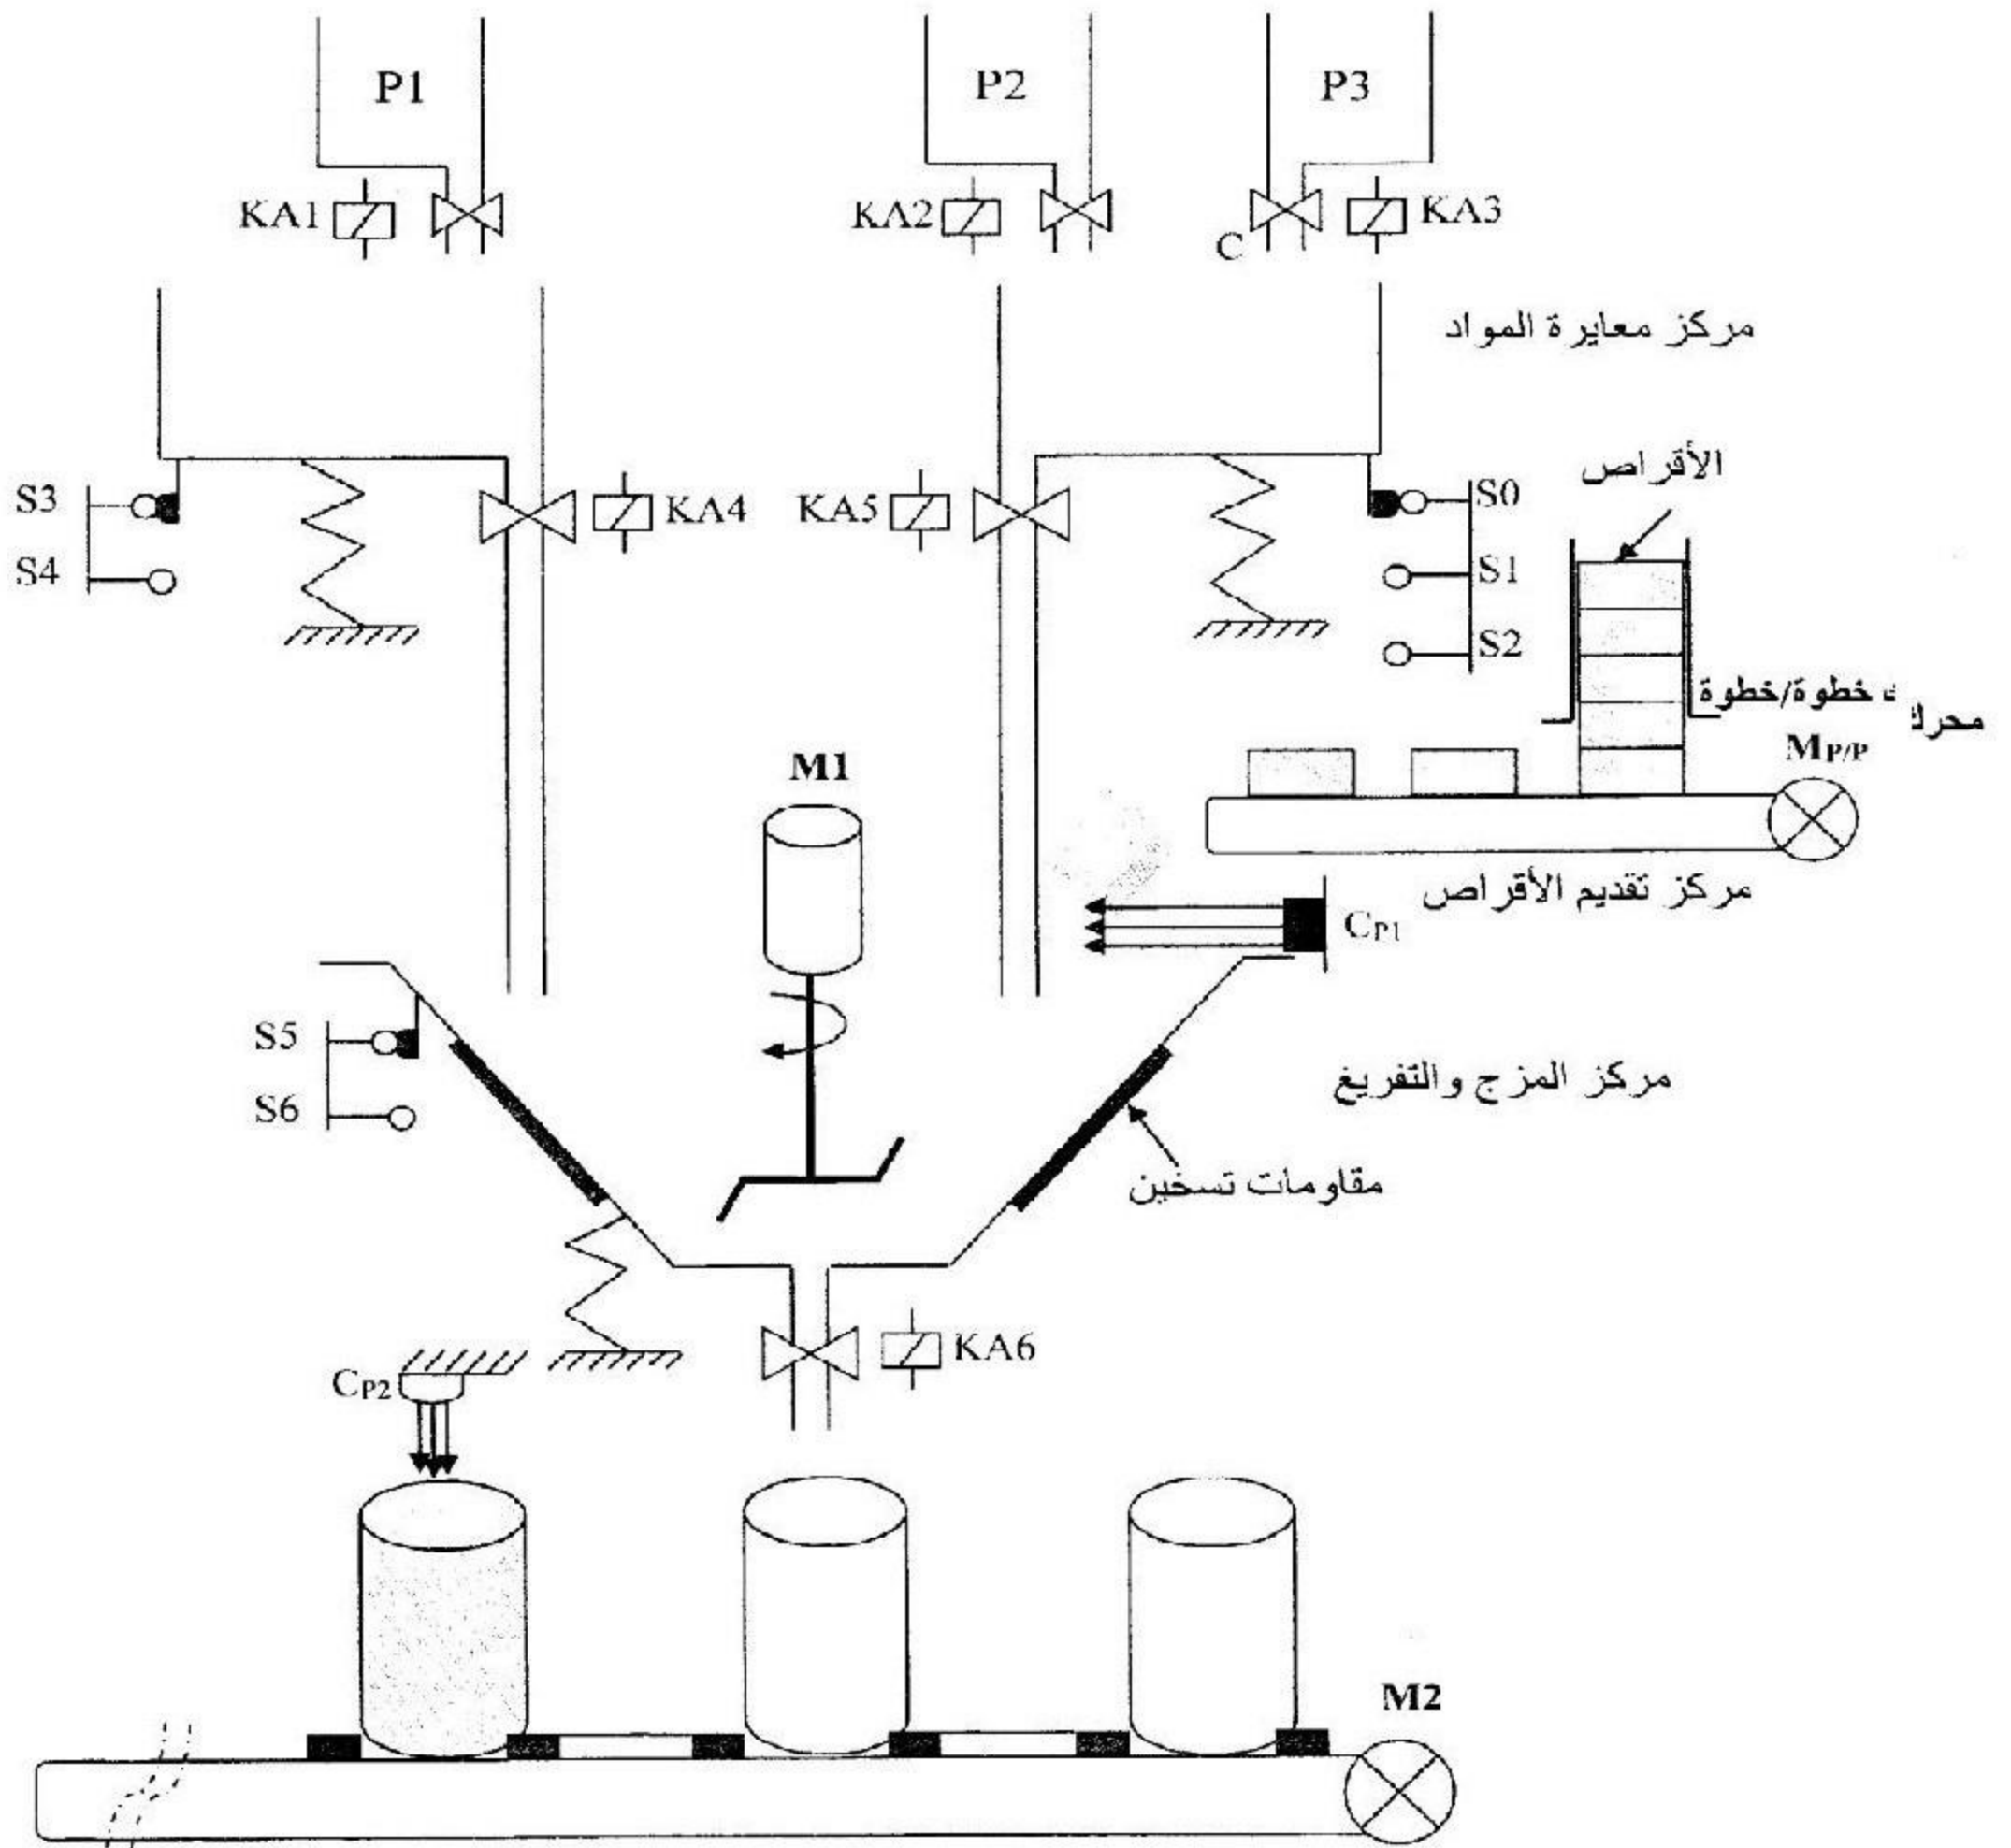 P1
P2
P3
KA1
KA2
C
KA3
مركز معايرة المواد
الأقراص
S3
KA4
KA5
S0
S4
S1
S2
محرك خطوة/خطوة
MP/P
M1
مركز تقديم الأقراص
CP1
S5
مركز المزج والتفريغ
S6
مقاومات تسخين
KA6
CP2
M2